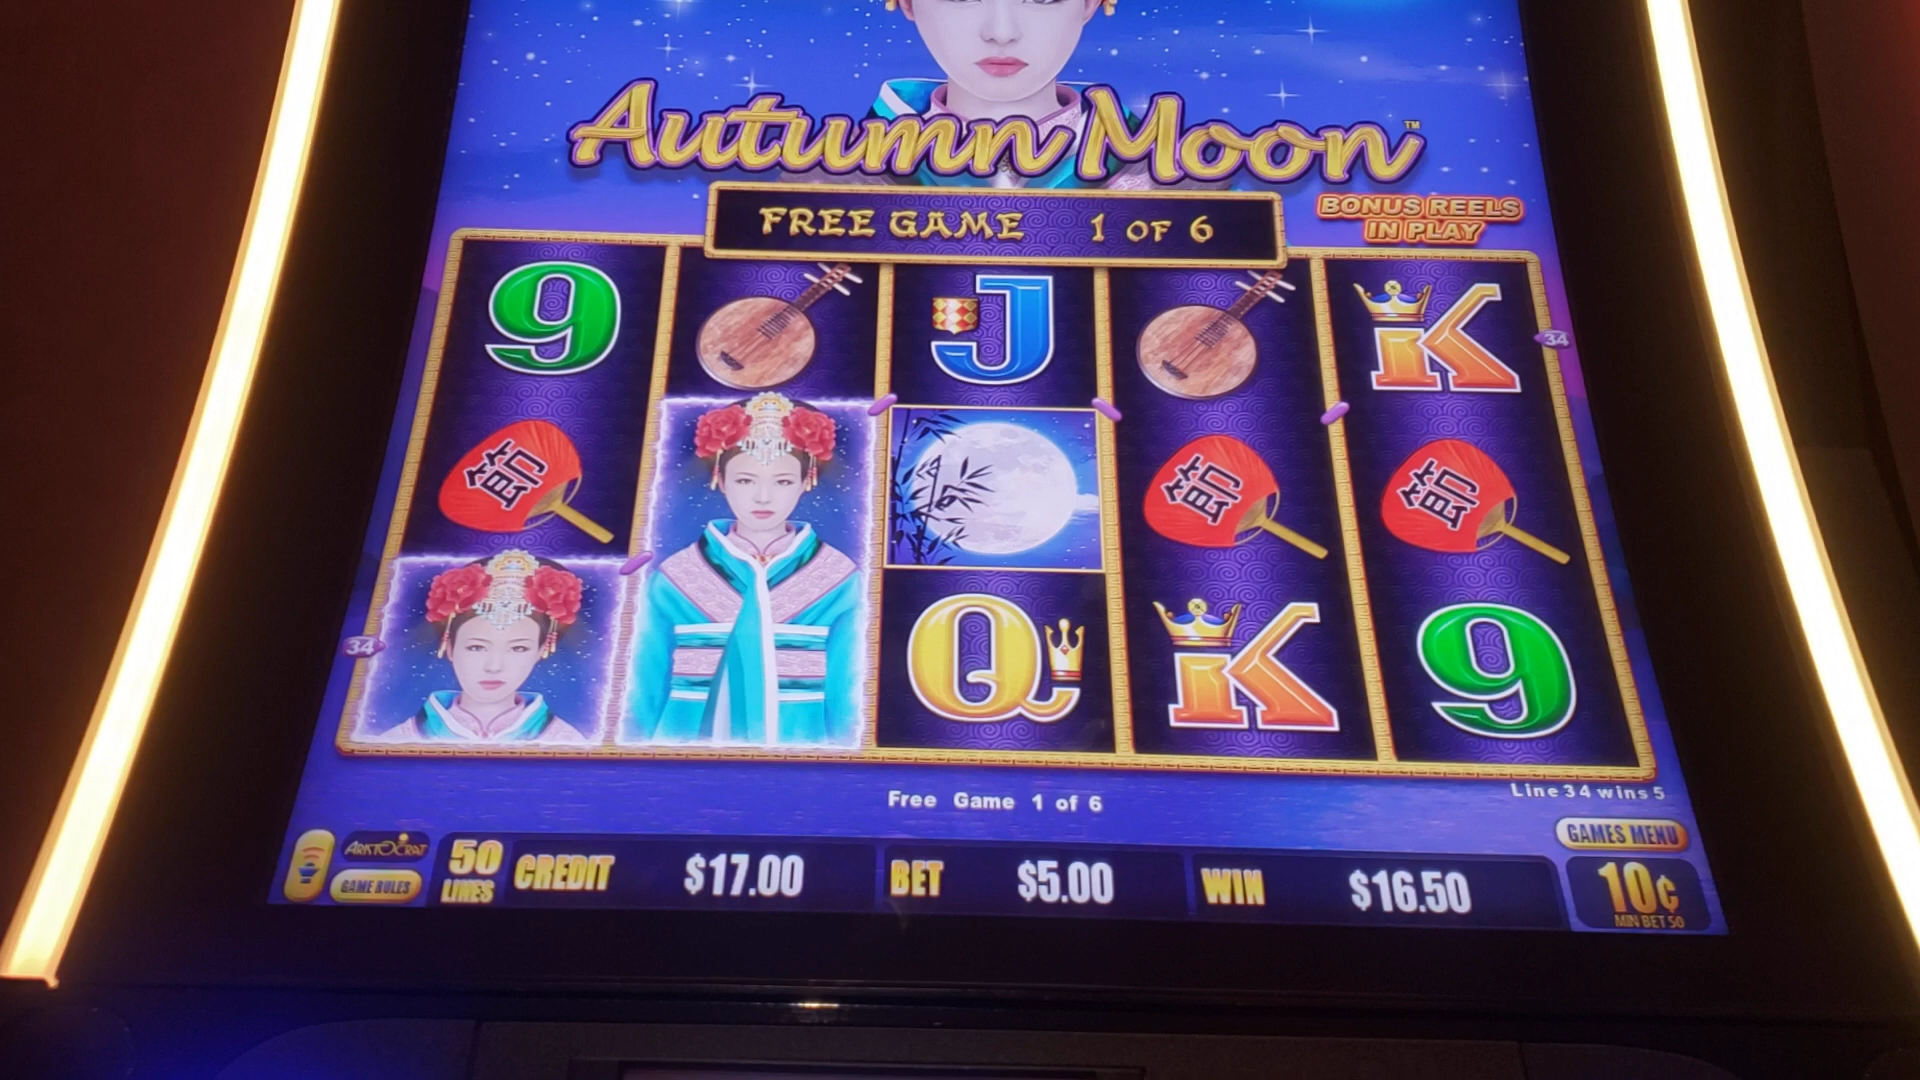 Autumn Moon™
FREE GAME 1 OF 6
BONUS REELS
IN PLAY
9
J
K
34
節
節
節
34
Q
K
9
Free Game 1 of 6
Line 34 wins 5
GAMES MENU
ARISTOCRAT
GAME RULES
50
LINES
CREDIT $17.00
BET $5.00
WIN $16.50
10¢
MIN BET 50